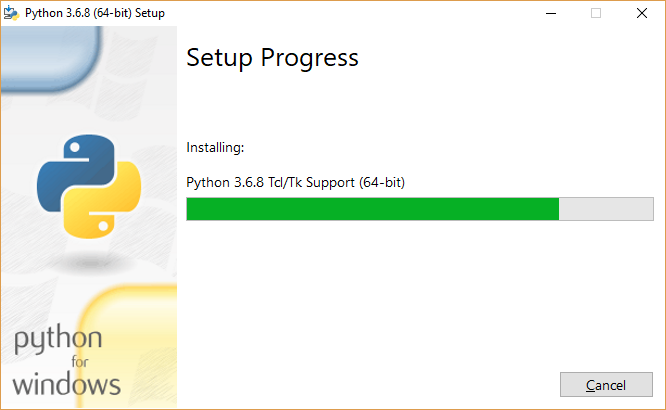 Python 3.6.8 (64-bit) Setup
Setup Progress
Installing:
Python 3.6.8 Tcl/Tk Support (64-bit)
python
for
windows
Cancel